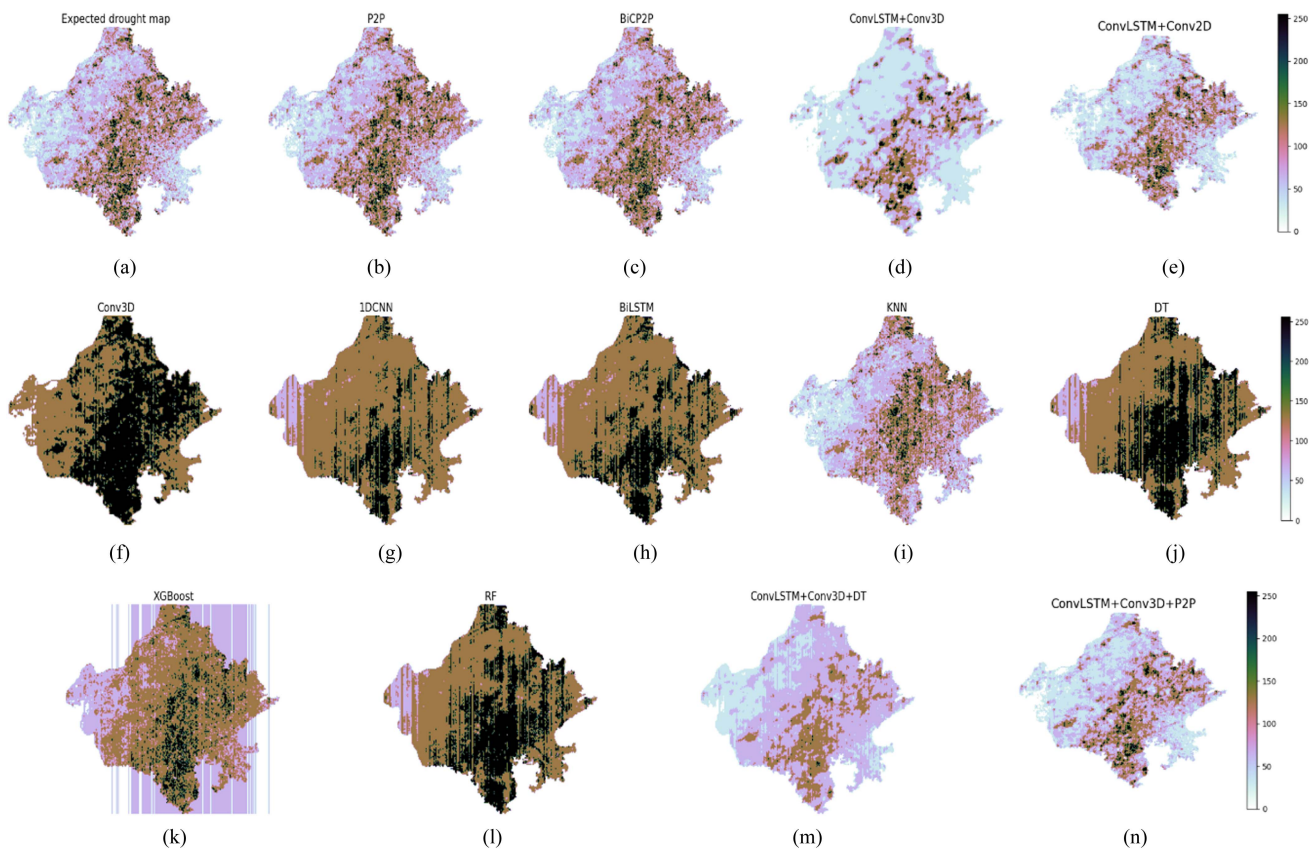 Expected drought map
P2P
BiCP2P
ConvLSTM+Conv3D
ConvLSTM+Conv2D
250
200
150
100
50
0
(a)
(b)
(c)
(d)
(e)
Conv3D
1DCNN
BiLSTM
KNN
DT
250
200
150
100
50
0
(f)
(g)
(h)
(i)
(j)
XGBoost
RF
ConvLSTM+Conv3D+DT
ConvLSTM+Conv3D+P2P
250
200
150
100
50
0
(k)
(l)
(m)
(n)